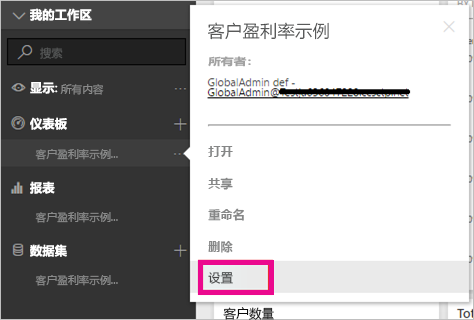 我的工作区
搜索
显示: 所有内容
仪表板
客户盈利率示例...
报表
客户盈利率示例...
数据集
客户盈利率示例...
客户盈利率示例
所有者:
GlobalAdmin def -
GlobalAdmin@
打开
共享
重命名
删除
设置
客户数量
Tot